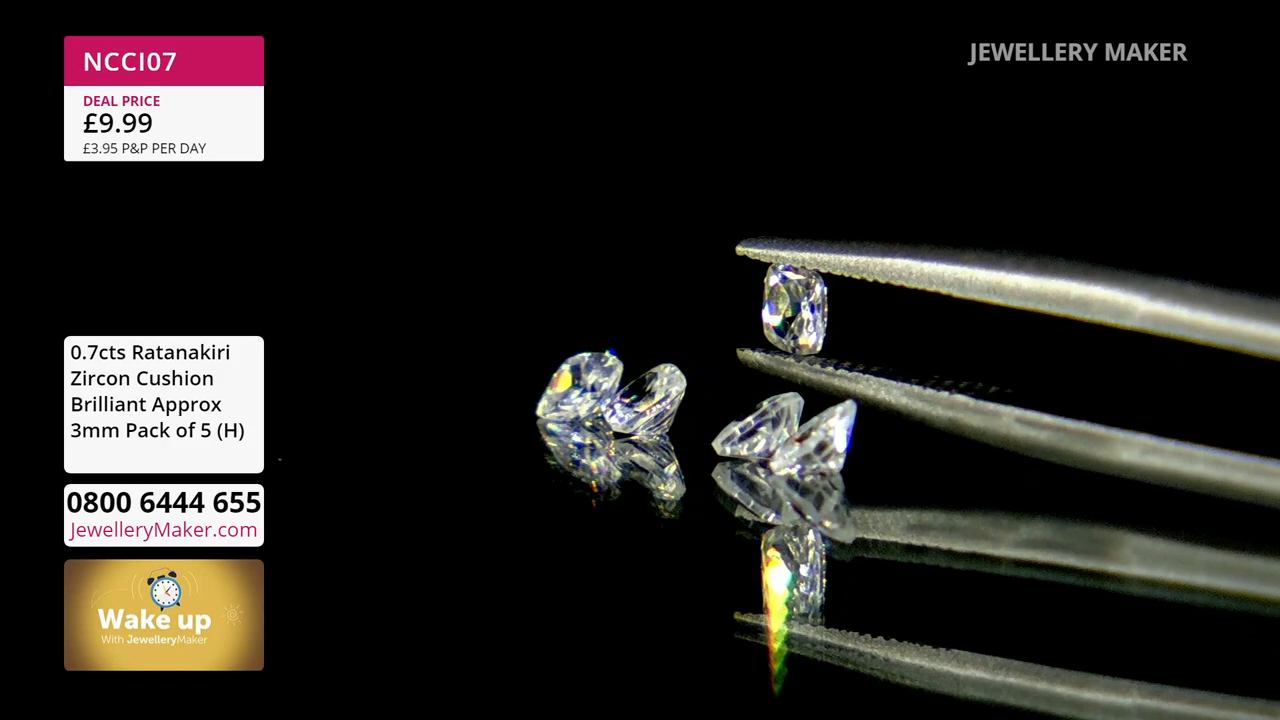 NCCI07
DEAL PRICE
£9.99
£3.95 P&P PER DAY
JEWELLERY MAKER
0.7cts Ratanakiri
Zircon Cushion
Brilliant Approx
3mm Pack of 5 (H)
0800 6444 655
JewelleryMaker.com
Wake up
With JewelleryMaker